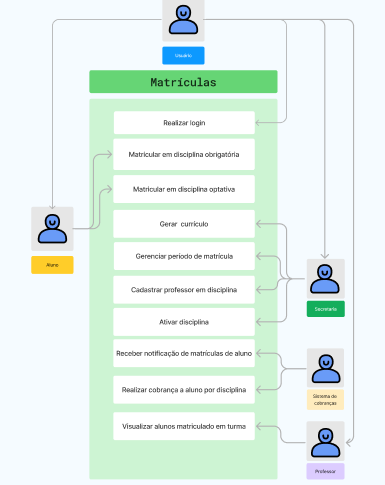 Usuário
Matrículas
Realizar login
Matricular em disciplina obrigatória
Matricular em disciplina optativa
Gerar currículo
Aluno
Gerenciar período de matrícula
Cadastrar professor em disciplina
Secretaria
Ativar disciplina
Receber notificação de matrículas de aluno
Realizar cobrança a aluno por disciplina
Sistema de
cobranças
Visualizar alunos matriculado em turma
Professor